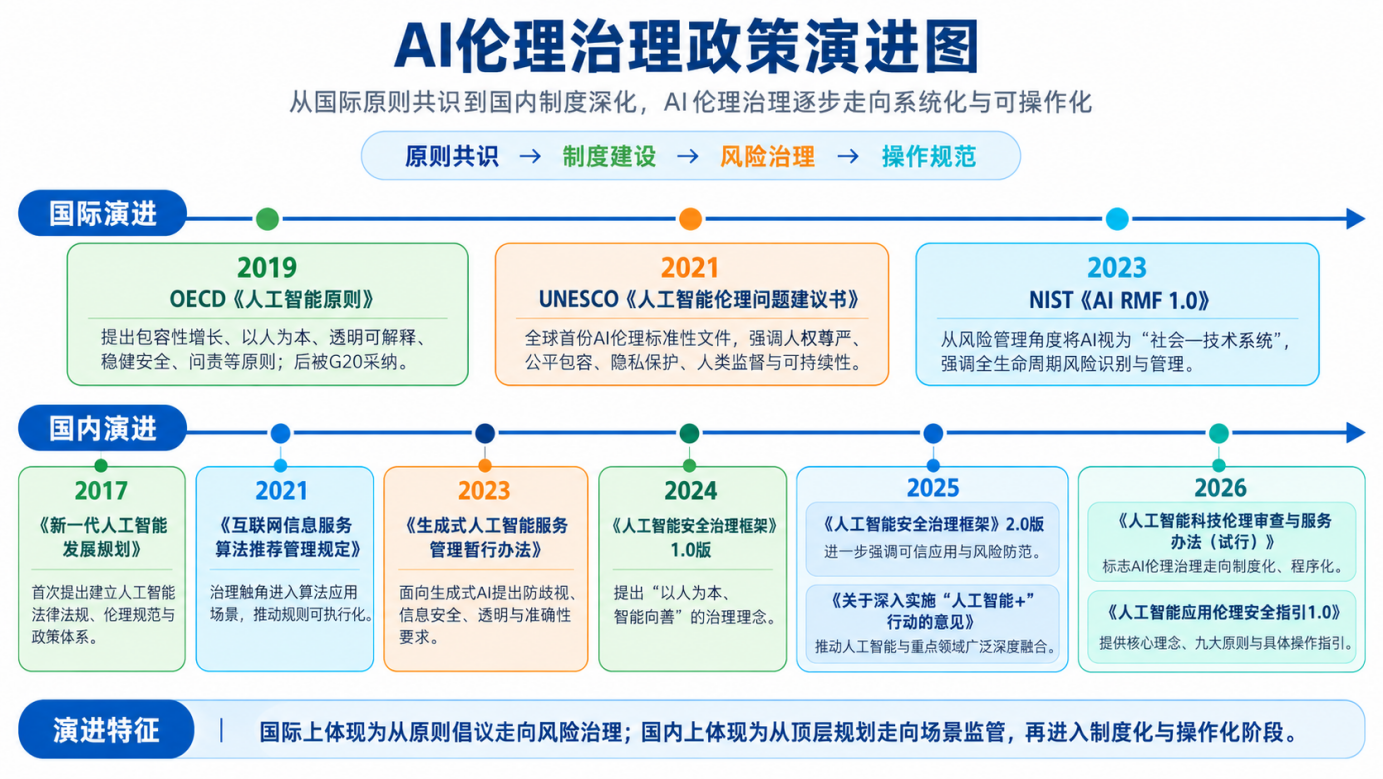 AI伦理治理政策演进图
从国际原则共识到国内制度深化，AI 伦理治理逐步走向系统化与可操作化
原则共识 → 制度建设 → 风险治理 → 操作规范
国际演进
2019
OECD《人工智能原则》
提出包容性增长、以人为本、透明可解释、
稳健安全、问责等原则；后被G20采纳。
2021
UNESCO《人工智能伦理问题建议书》
全球首份AI伦理标准性文件，强调人权尊严、
公平包容、隐私保护、人类监督与可持续性。
2023
NIST《AI RMF 1.0》
从风险管理角度将AI视为“社会—技术系统”，
强调全生命周期风险识别与管理。
国内演进
2017
《新一代人工智能
发展规划》
首次提出建立人工智能
法律法规、伦理规范与
政策体系。
2021
《互联网信息服务
算法推荐管理规定》
治理触角进入算法应用
场景，推动规则可执行化。
2023
《生成式人工智能服务
管理暂行办法》
面向生成式AI提出防歧视、
信息安全、透明与准确性
要求。
2024
《人工智能安全治理框架》
1.0版
提出“以人为本、
智能向善”的治理理念。
2025
《人工智能安全治理框架》2.0版
进一步强调可信应用与风险防范。
《关于深入实施“人工智能+”
行动的意见》
推动人工智能与重点领域广泛深度融合。
2026
《人工智能科技伦理审查与服务
办法（试行）》
标志AI伦理治理走向制度化、程序化。
《人工智能应用伦理安全指引1.0》
提供核心理念、九大原则与具体操作指引。
演进特征 | 国际上体现为从原则倡议走向风险治理；国内上体现为从顶层规划走向场景监管，再进入制度化与操作化阶段。